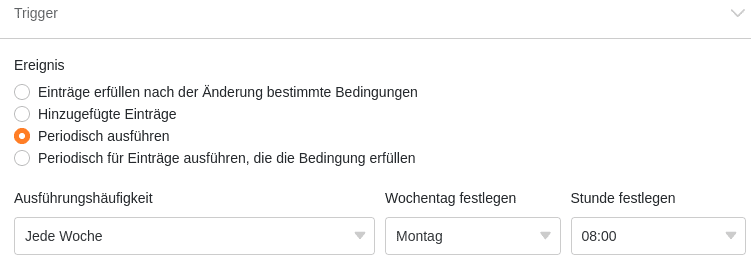 Trigger
Ereignis
Einträge erfüllen nach der Änderung bestimmte Bedingungen
Hinzugefügte Einträge
Periodisch ausführen
Periodisch für Einträge ausführen, die die Bedingung erfüllen
Ausführungshäufigkeit Wochentag festlegen Stunde festlegen
Jede Woche Montag 08:00